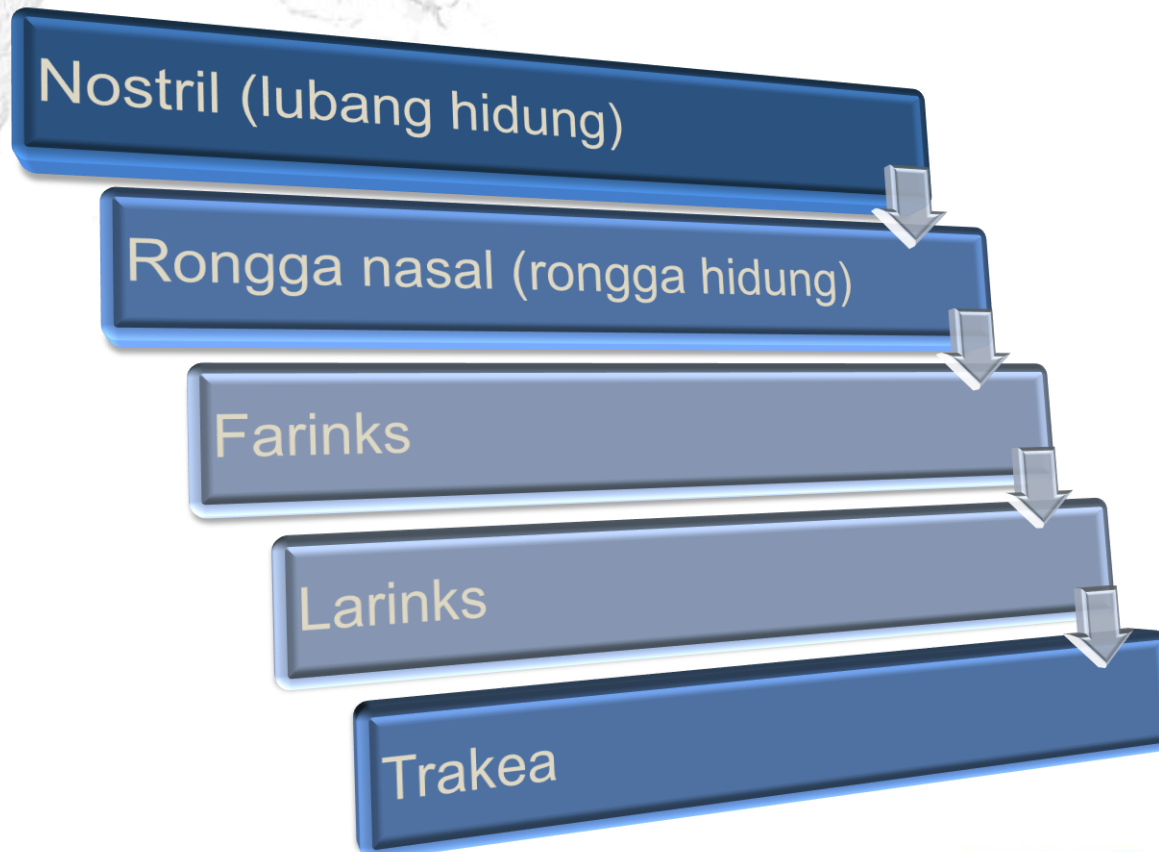 Nostril (lubang hidung)
Rongga nasal (rongga hidung)
Farinks
Larinks
Trakea